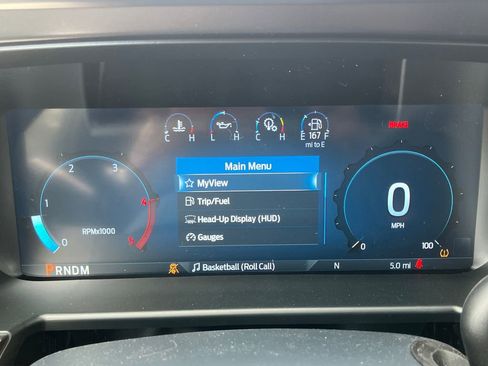 C H
L H
C H
E F
167
mi to E
BRAKE
Main Menu
MyView
Trip/Fuel
Head-Up Display (HUD)
Gauges
0
1
2
3
4
5
RPMx1000
0
MPH
0
100
PRNDM
Basketball (Roll Call)
N
5.0 mi